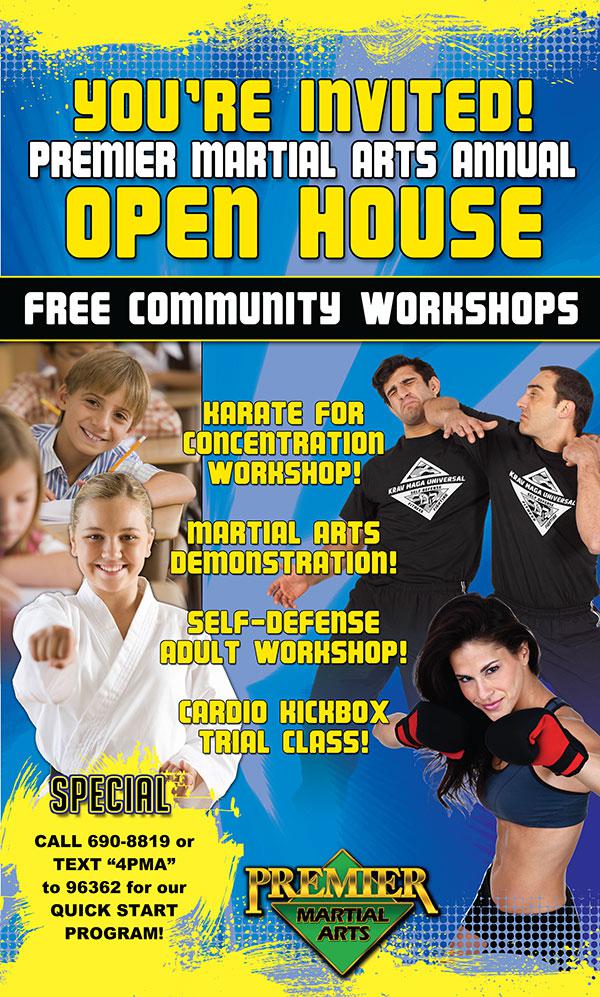 YOU'RE INVITED!
PREMIER MARTIAL ARTS ANNUAL
OPEN HOUSE
FREE COMMUNITY WORKSHOPS
KARATE FOR
CONCENTRATION
WORKSHOP!
MARTIAL ARTS
DEMONSTRATION!
SELF-DEFENSE
ADULT WORKSHOP!
CARDIO KICKBOX
TRIAL CLASS!
KRAV MAGA UNIVERSAL
SELF DEFENSE
KRAV MAGA UNIVERSAL
SPECIAL
CALL 690-8819 or
TEXT “4PMA”
to 96362 for our
QUICK START
PROGRAM!
PREMIER
MARTIAL
ARTS